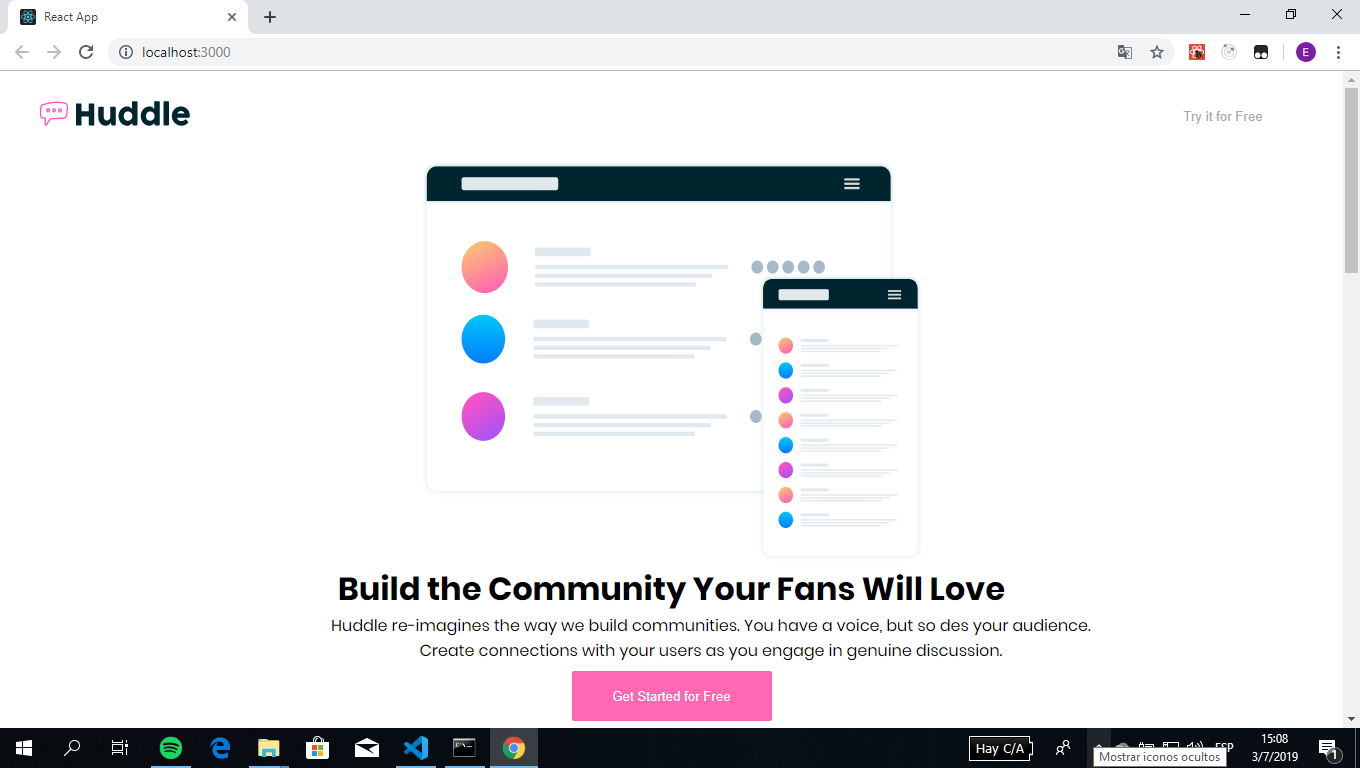 React App
localhost:3000
E
Huddle
Try it for Free
Build the Community Your Fans Will Love
Huddle re-imagines the way we build communities. You have a voice, but so des your audience.
Create connections with your users as you engage in genuine discussion.
Get Started for Free
Hay C/A
ESP
15:08
3/7/2019
1
Mostrar iconos ocultos